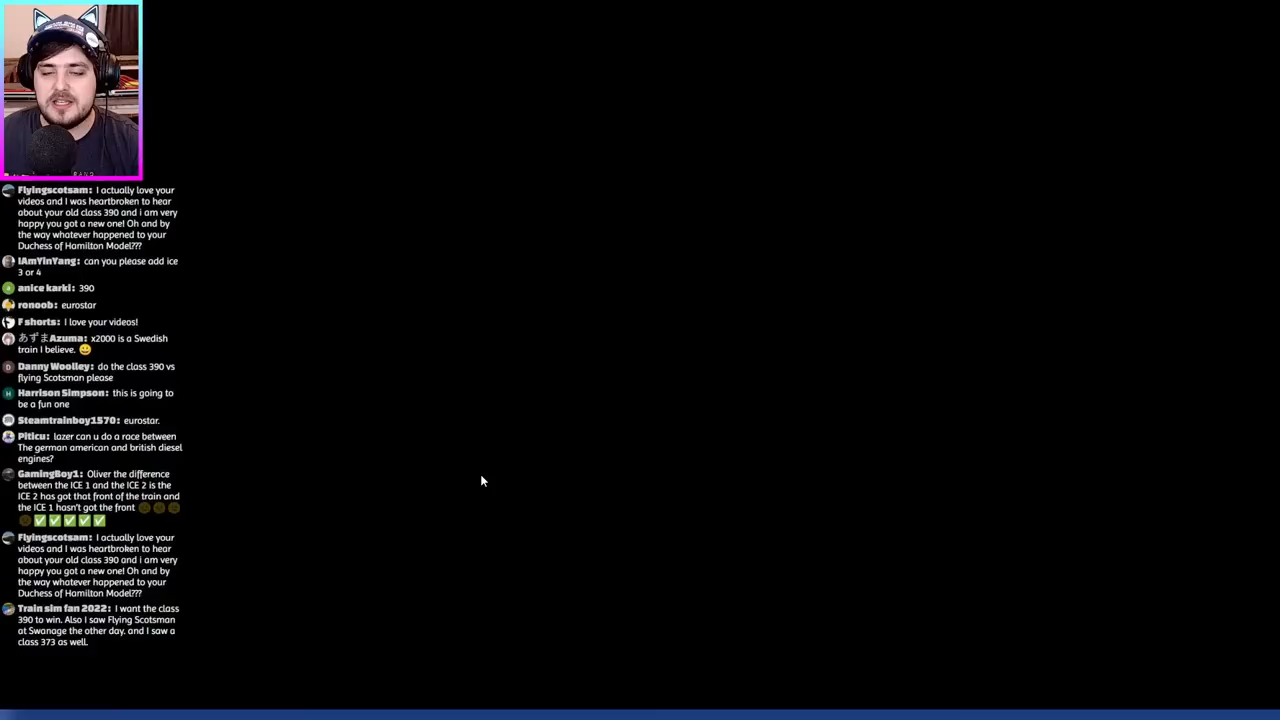 Flyingscotsam: I actually love your
videos and I was heartbroken to hear
about your old class 390 and i am very
happy you got a new one! Oh and by
the way whatever happened to your
Duchess of Hamilton Model???
IAmYinYang: can you please add ice
3 or 4
anice karki: 390
ronoob: eurostar
F shorts: I love your videos!
あずまAzuma: x2000 is a Swedish
train I believe. 😀
Danny Woolley: do the class 390 vs
flying Scotsman please
Harrison Simpson: this is going to
be a fun one
Steamtrainboy1570: eurostar.
Piticu: lazer can u do a race between
The german american and british diesel
engines?
GamingBoy1: Oliver the difference
between the ICE 1 and the ICE 2 is the
ICE 2 has got that front of the train and
the ICE 1 hasn't got the front
✅✅✅✅✅
Flyingscotsam: I actually love your
videos and I was heartbroken to hear
about your old class 390 and i am very
happy you got a new one! Oh and by
the way whatever happened to your
Duchess of Hamilton Model???
Train sim fan 2022: I want the class
390 to win. Also I saw Flying Scotsman
at Swanage the other day. and I saw a
class 373 as well.